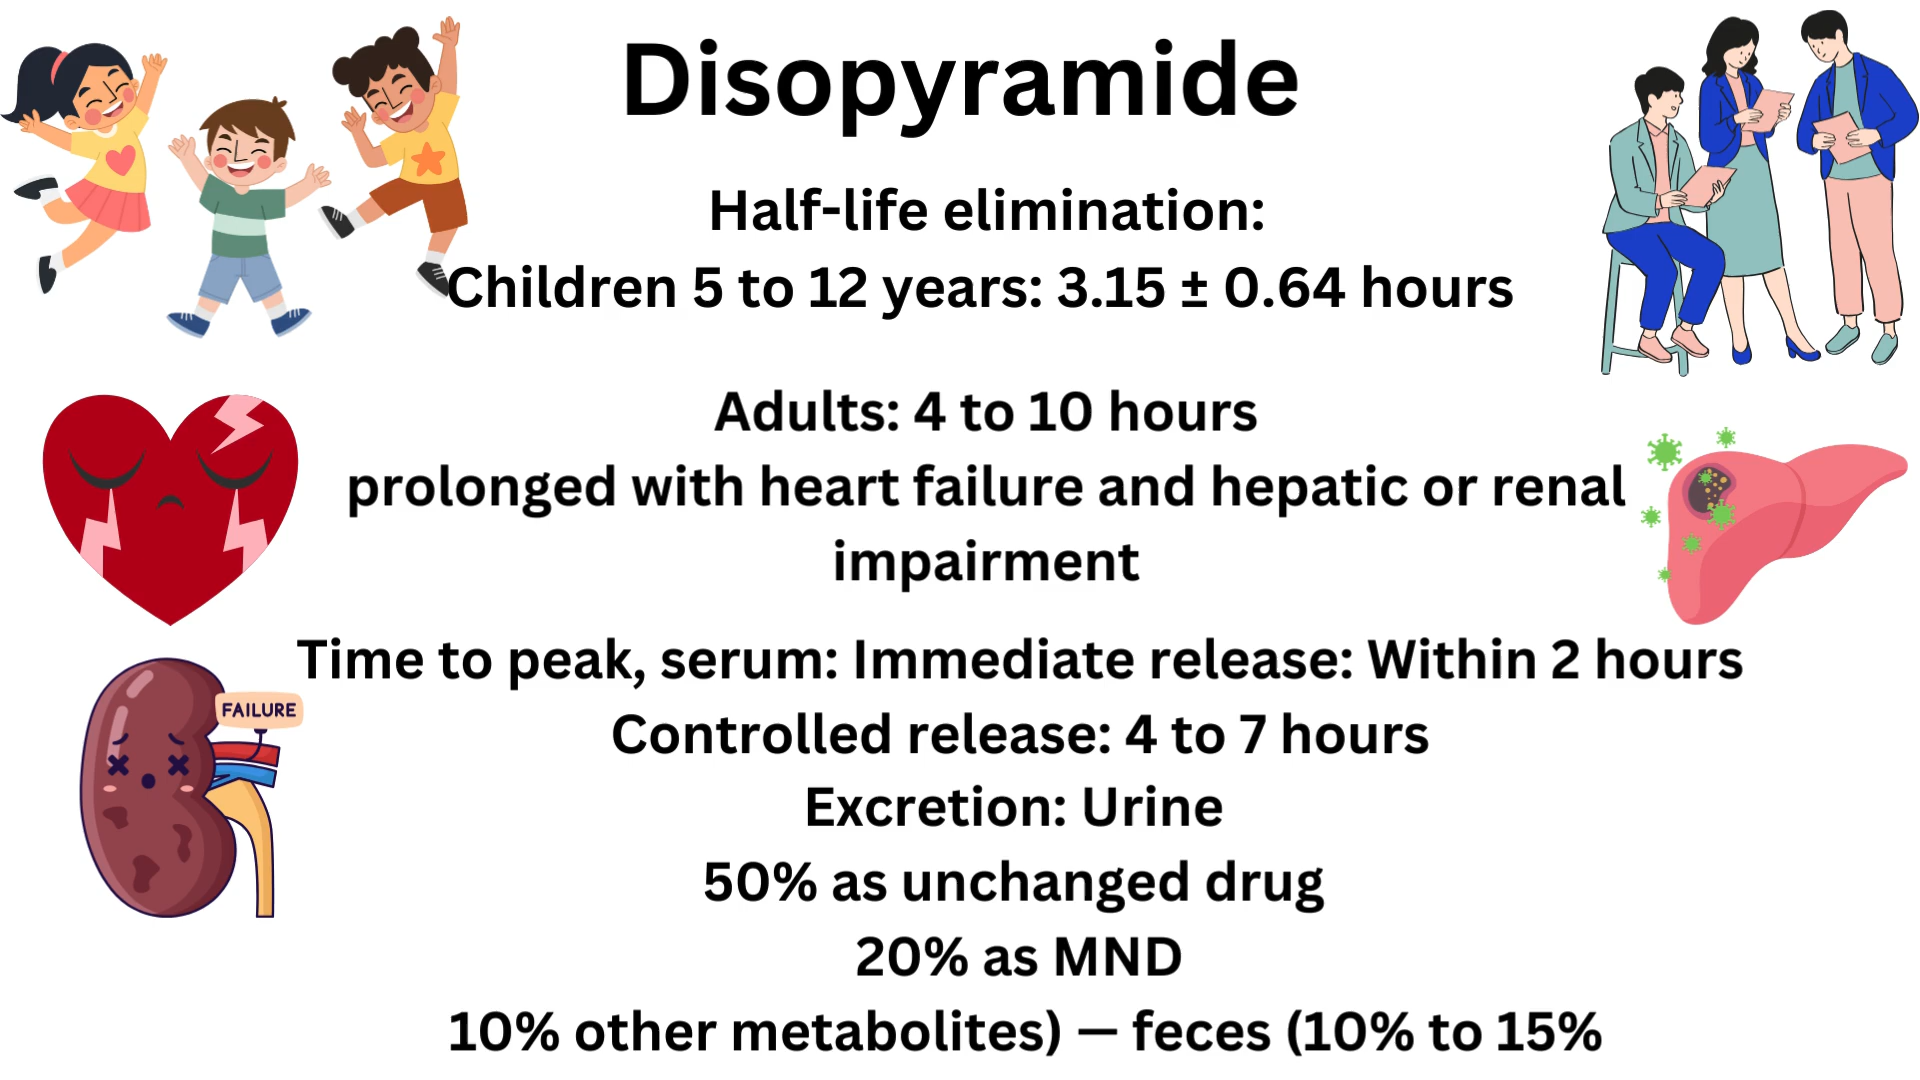 Disopyramide
Half-life elimination:
Children 5 to 12 years: 3.15 ± 0.64 hours
Adults: 4 to 10 hours
prolonged with heart failure and hepatic or renal
impairment
Time to peak, serum: Immediate release: Within 2 hours
FAILURE
Controlled release: 4 to 7 hours
Excretion: Urine
50% as unchanged drug
20% as MND
10% other metabolites) — feces (10% to 15%